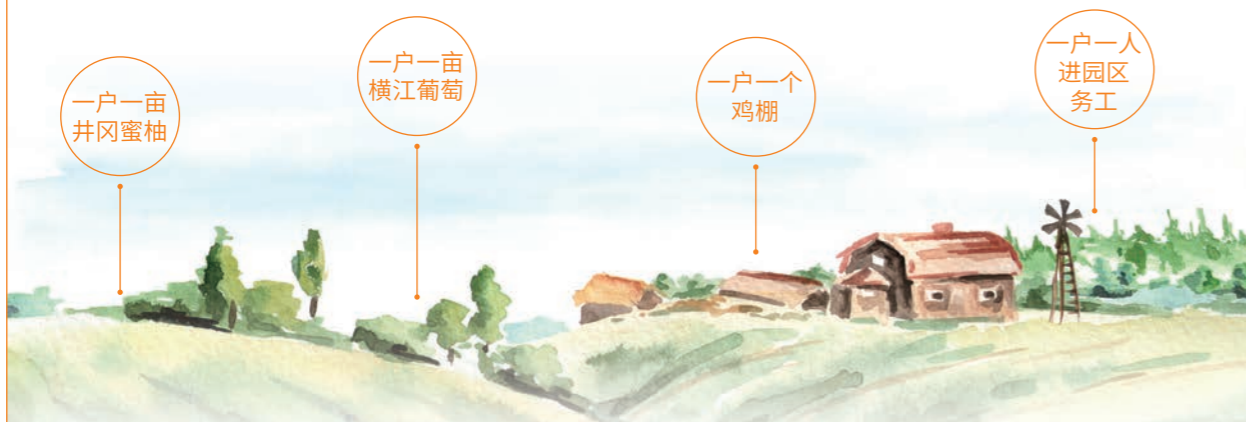 一户一亩
井冈蜜柚
一户一亩
横江葡萄
一户一个
鸡棚
一户一人
进园区
务工